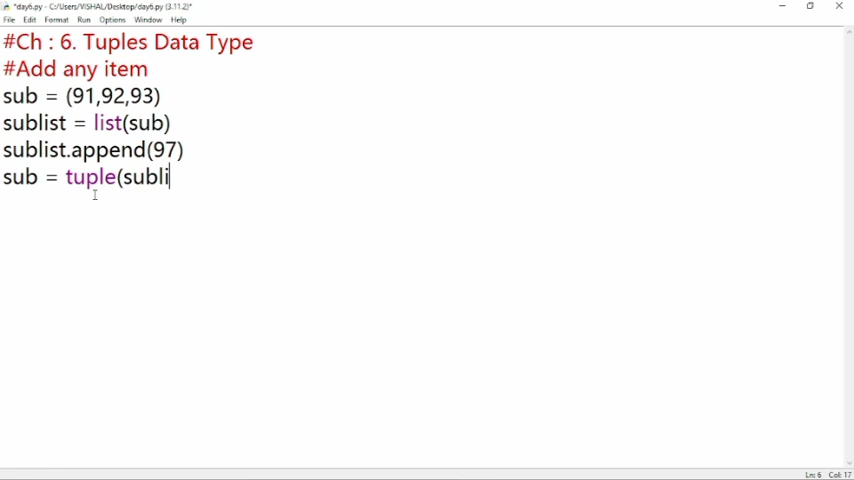 *day6.py - C:/Users/VISHAL/Desktop/day6.py (3.11.2)*
File Edit Format Run Options Window Help
#Ch : 6. Tuples Data Type
#Add any item
sub = (91,92,93)
sublist = list(sub)
sublist.append(97)
sub = tuple(subli
Ln: 6 Col: 17